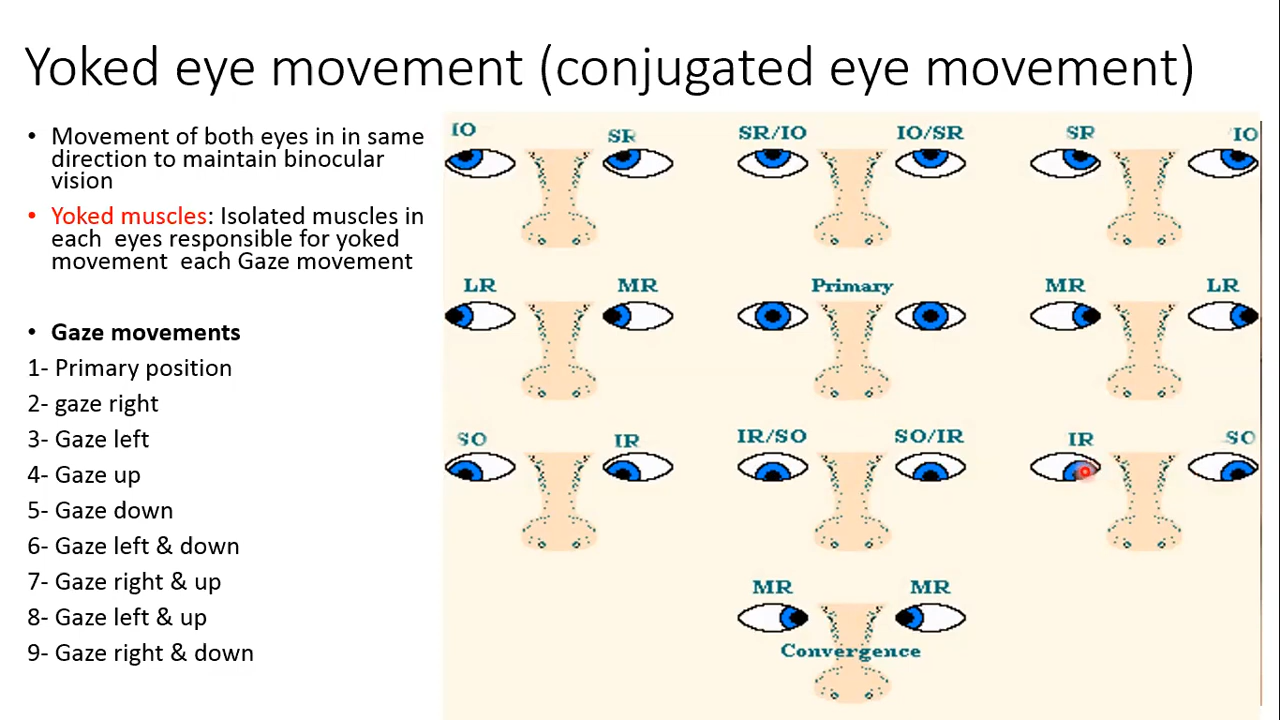 Yoked eye movement (conjugated eye movement)
• Movement of both eyes in in same
direction to maintain binocular
vision
• Yoked muscles: Isolated muscles in
each eyes responsible for yoked
movement each Gaze movement
• Gaze movements
1- Primary position
2- gaze right
3- Gaze left
4- Gaze up
5- Gaze down
6- Gaze left & down
7- Gaze right & up
8- Gaze left & up
9- Gaze right & down
IO SR SR/IO IO/SR SR IO
LR MR Primary MR LR
SO IR IR/SO SO/IR IR SO
MR MR
Convergence